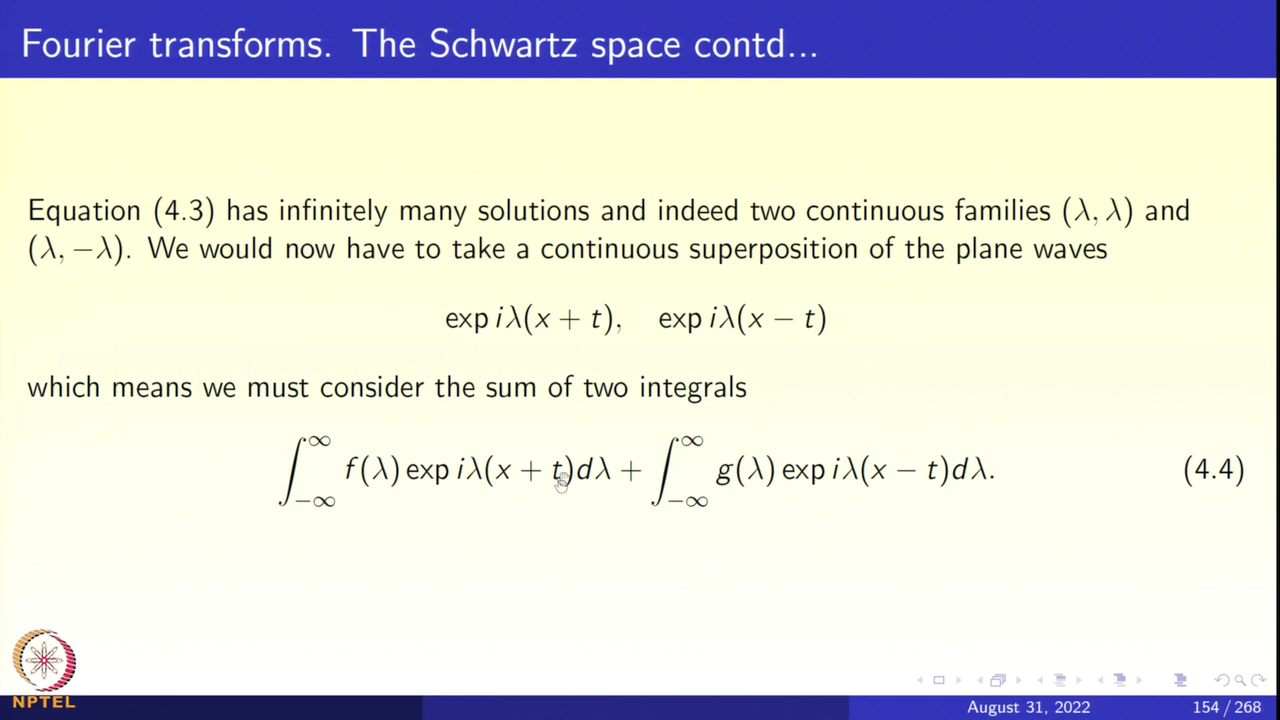 Fourier transforms. The Schwartz space contd...
Equation (4.3) has infinitely many solutions and indeed two continuous families (λ, λ) and
(λ, −λ). We would now have to take a continuous superposition of the plane waves
exp iλ(x + t), exp iλ(x − t)
which means we must consider the sum of two integrals
∫_{−∞}^{∞} f(λ) exp iλ(x + t)dλ + ∫_{−∞}^{∞} g(λ) exp iλ(x − t)dλ. (4.4)
NPTEL
August 31, 2022 154 / 268